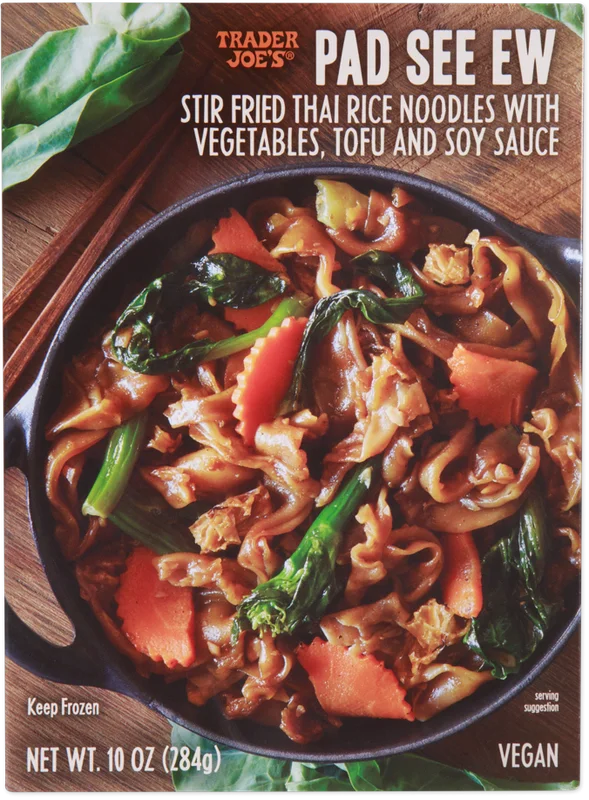 TRADER
JOE'S®
PAD SEE EW
STIR FRIED THAI RICE NOODLES WITH
VEGETABLES, TOFU AND SOY SAUCE
Keep Frozen
serving
suggestion
NET WT. 10 OZ (284g)
VEGAN